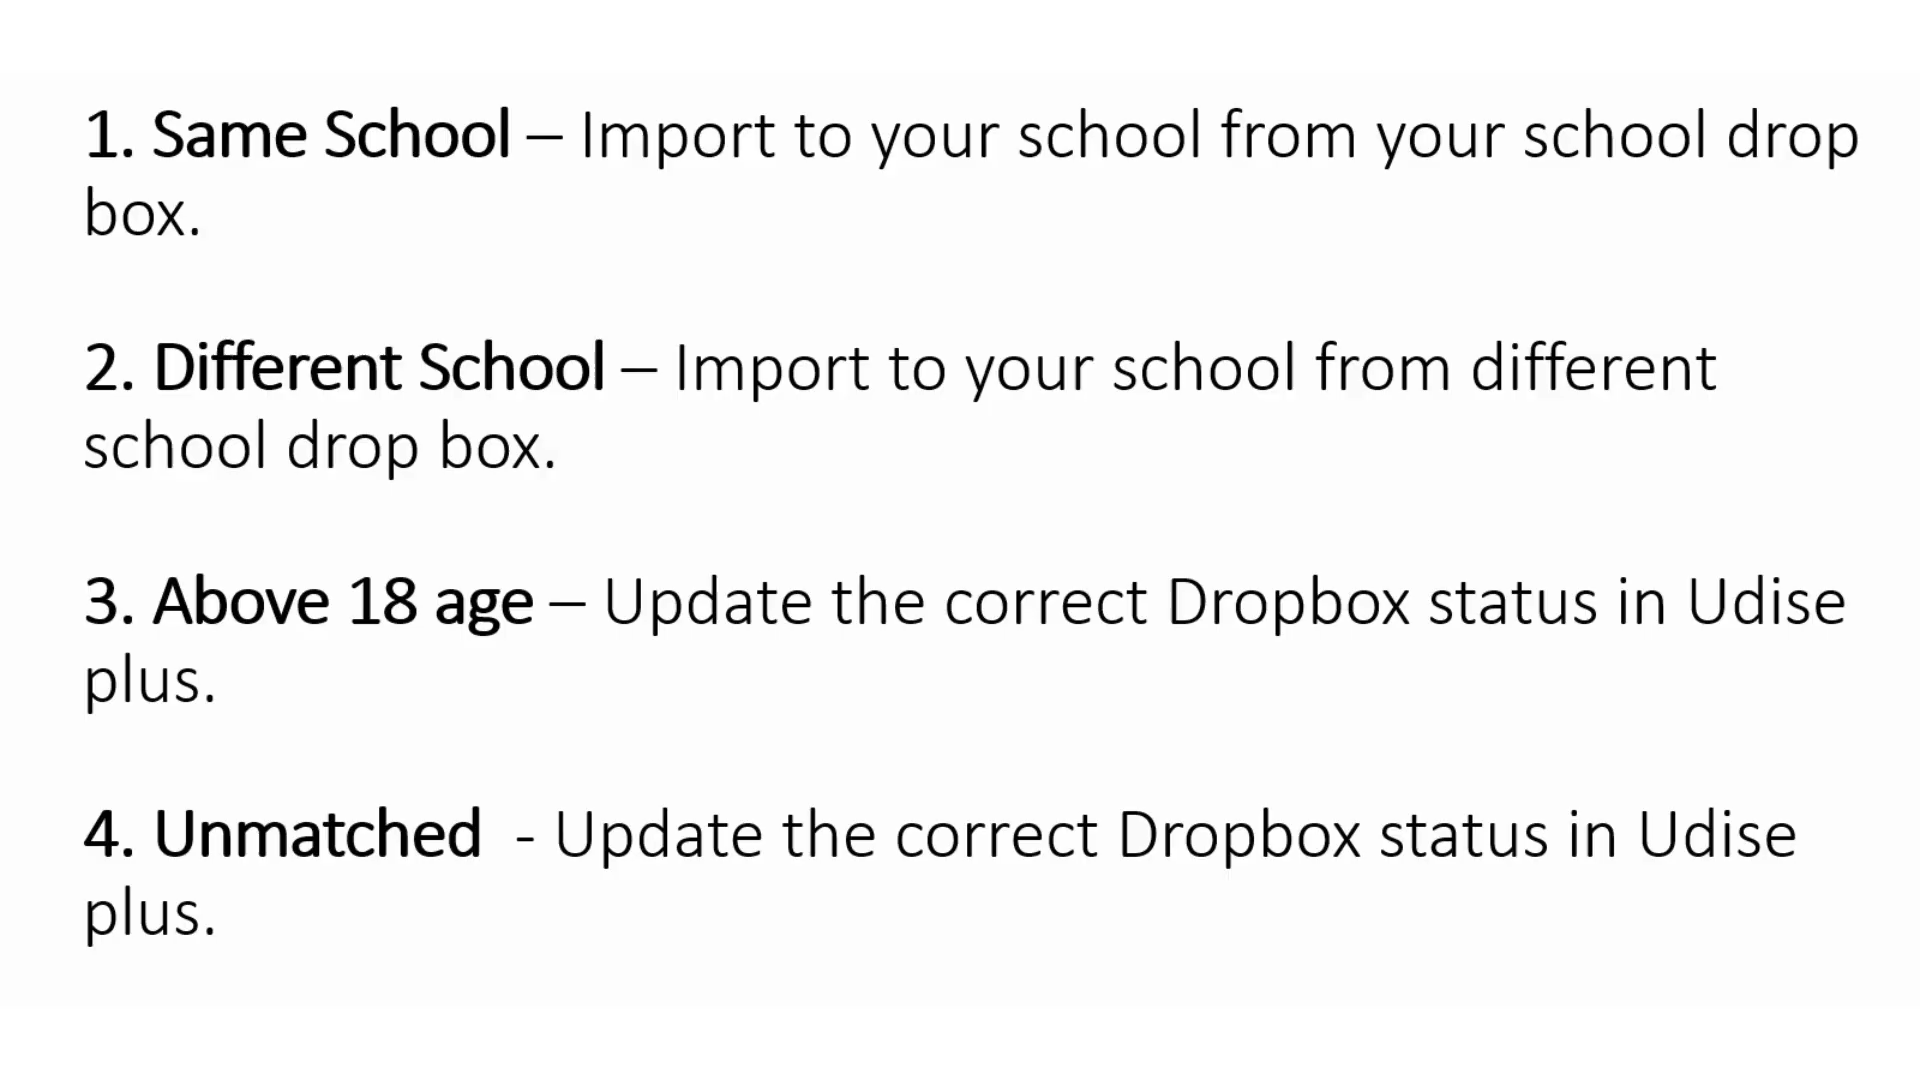 1. Same School – Import to your school from your school drop
box.
2. Different School – Import to your school from different
school drop box.
3. Above 18 age – Update the correct Dropbox status in Udise
plus.
4. Unmatched - Update the correct Dropbox status in Udise
plus.